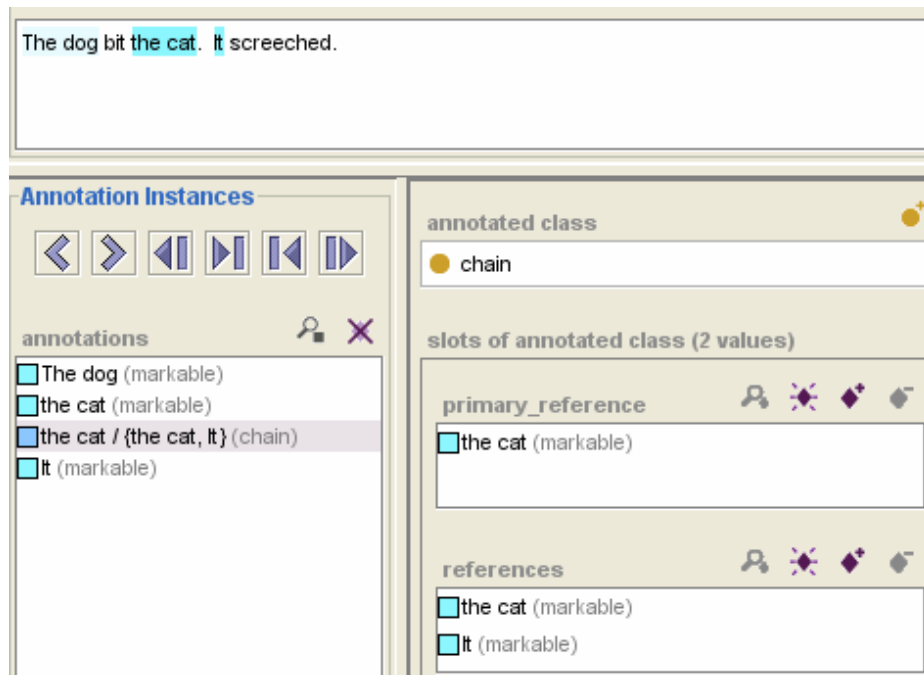 The dog bit the cat. It screeched.
Annotation Instances
annotations
The dog (markable)
the cat (markable)
the cat / {the cat, It} (chain)
It (markable)
annotated class
chain
slots of annotated class (2 values)
primary_reference
the cat (markable)
references
the cat (markable)
It (markable)